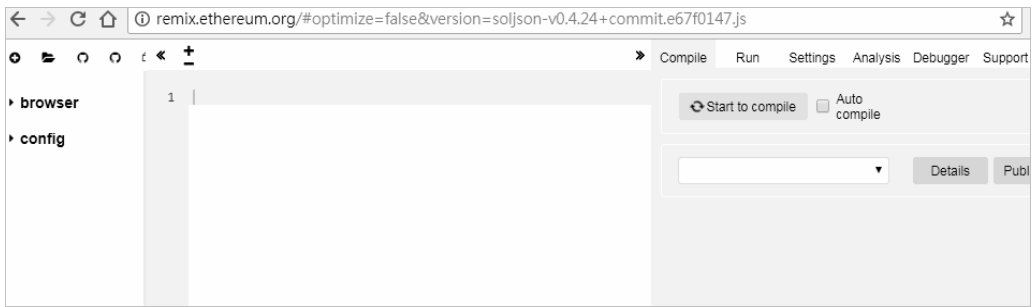 remix.ethereum.org/#optimize=false&version=soljson-v0.4.24+commit.e67f0147.js
Compile Run Settings Analysis Debugger Support
browser
config
1
Start to compile
Auto
compile
Details Publ